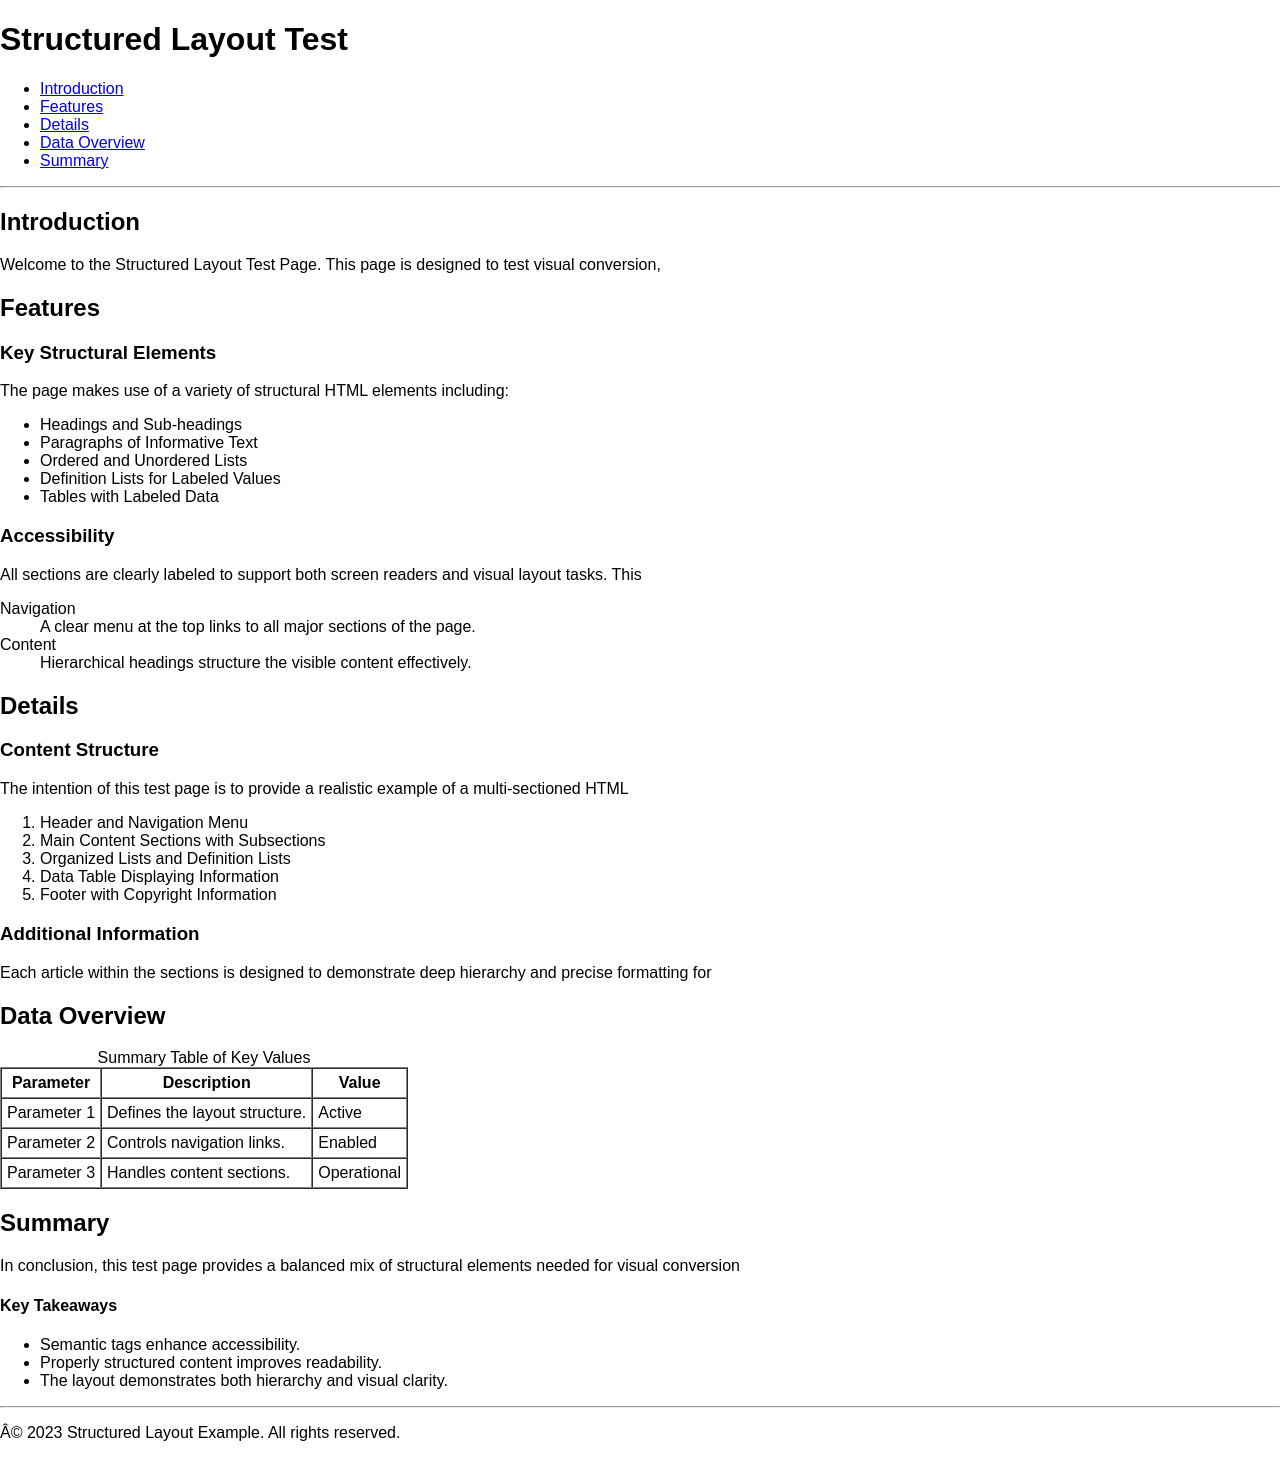 Structured Layout Test
Introduction
Features
Details
Data Overview
Summary
Introduction
Welcome to the Structured Layout Test Page. This page is designed to test visual conversion,
Features
Key Structural Elements
The page makes use of a variety of structural HTML elements including:
Headings and Sub-headings
Paragraphs of Informative Text
Ordered and Unordered Lists
Definition Lists for Labeled Values
Tables with Labeled Data
Accessibility
All sections are clearly labeled to support both screen readers and visual layout tasks. This
Navigation
A clear menu at the top links to all major sections of the page.
Content
Hierarchical headings structure the visible content effectively.
Details
Content Structure
The intention of this test page is to provide a realistic example of a multi-sectioned HTML
1. Header and Navigation Menu
2. Main Content Sections with Subsections
3. Organized Lists and Definition Lists
4. Data Table Displaying Information
5. Footer with Copyright Information
Additional Information
Each article within the sections is designed to demonstrate deep hierarchy and precise formatting for
Data Overview
Summary Table of Key Values
Parameter Description Value
Parameter 1 Defines the layout structure. Active
Parameter 2 Controls navigation links. Enabled
Parameter 3 Handles content sections. Operational
Summary
In conclusion, this test page provides a balanced mix of structural elements needed for visual conversion
Key Takeaways
Semantic tags enhance accessibility.
Properly structured content improves readability.
The layout demonstrates both hierarchy and visual clarity.
Â© 2023 Structured Layout Example. All rights reserved.